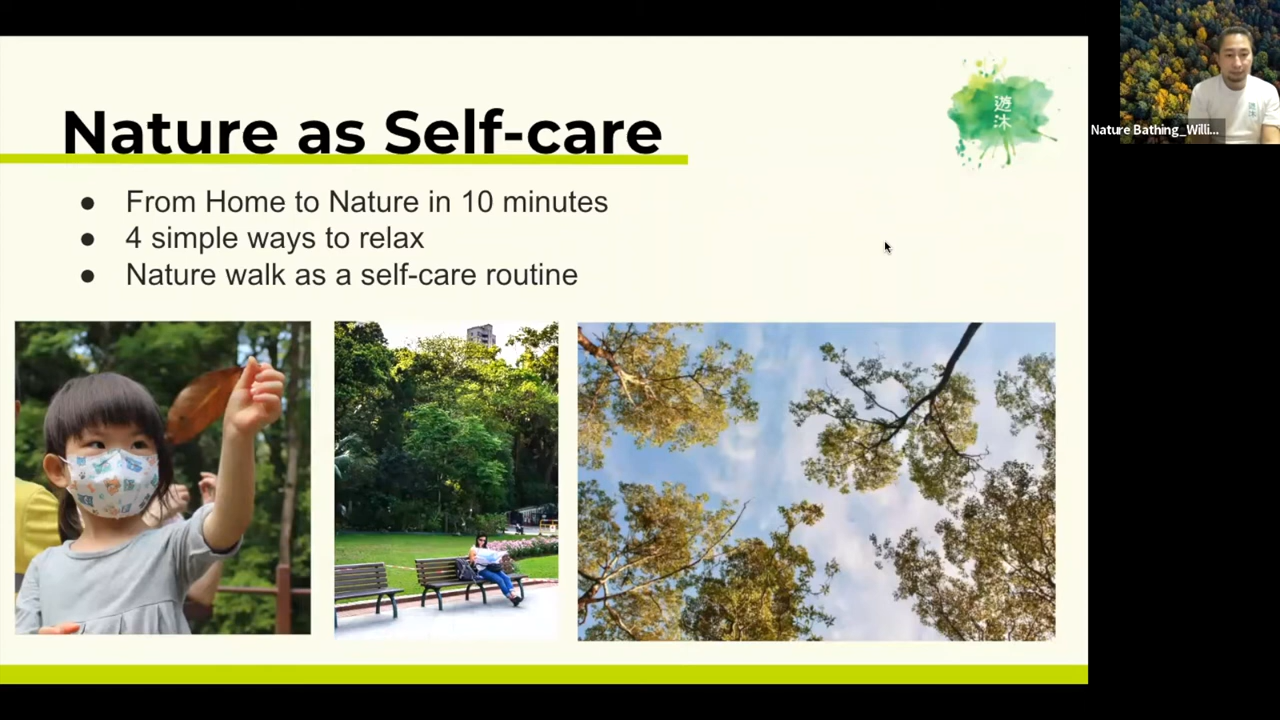 Nature as Self-care
遊
沐
● From Home to Nature in 10 minutes
● 4 simple ways to relax
● Nature walk as a self-care routine
Nature Bathing_Willi...